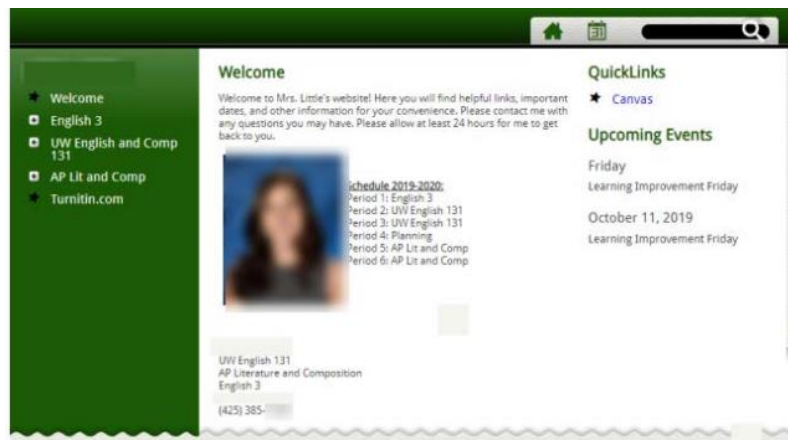 Welcome
English 3
UW English and Comp
131
AP Lit and Comp
Turnitin.com
Welcome
Welcome to Mrs. Little's website! Here you will find helpful links, important
dates, and other information for your convenience. Please contact me with
any questions you may have. Please allow at least 24 hours for me to get
back to you.
Schedule 2019-2020:
Period 1: English 3
Period 2: UW English 131
Period 3: UW English 131
Period 4: Planning
Period 5: AP Lit and Comp
Period 6: AP Lit and Comp
UW English 131
AP Literature and Composition
English 3
(425) 385-
QuickLinks
Canvas
Upcoming Events
Friday
Learning Improvement Friday
October 11, 2019
Learning Improvement Friday
31